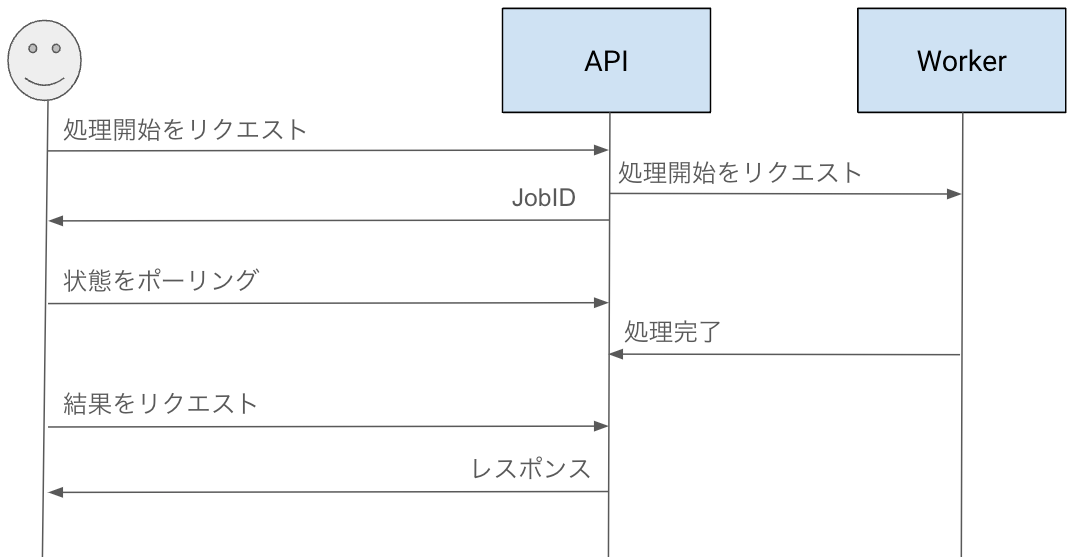 API
Worker
処理開始をリクエスト
処理開始をリクエスト
JobID
状態をポーリング
処理完了
結果をリクエスト
レスポンス